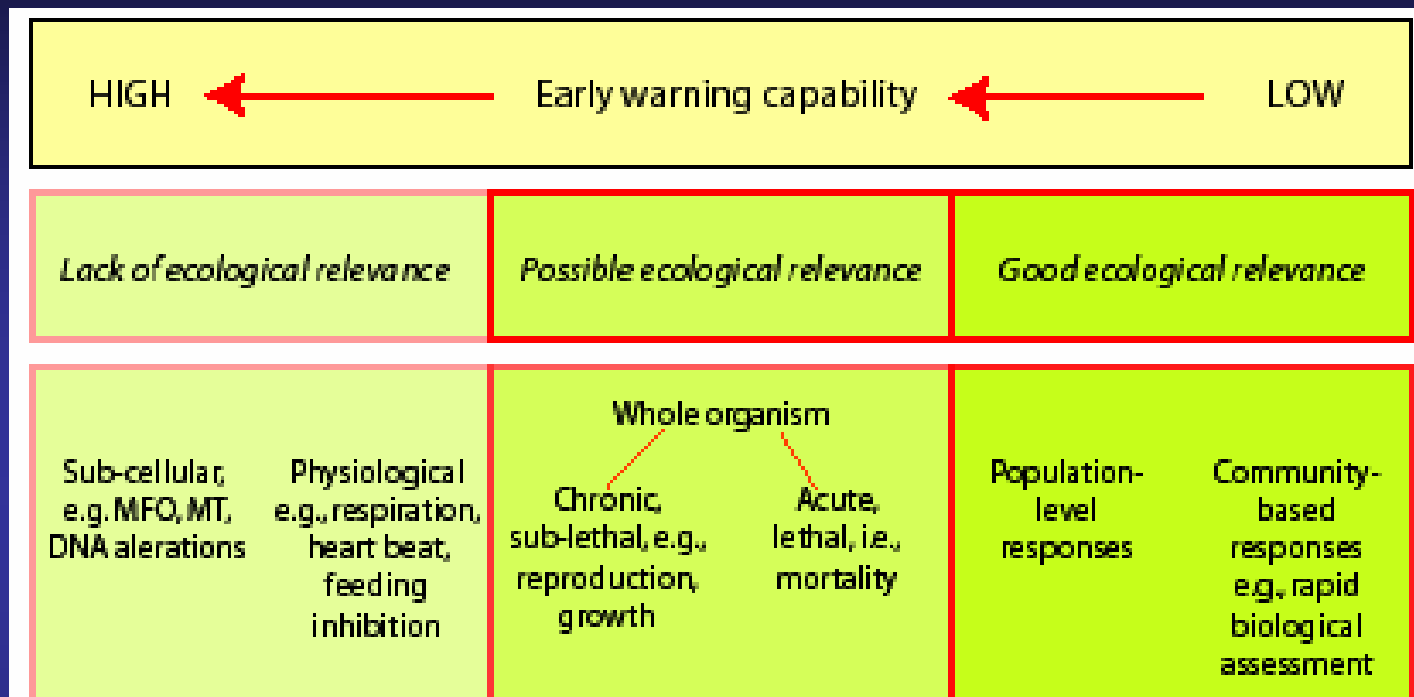 HIGH Early warning capability LOW
Lack of ecological relevance
Possible ecological relevance
Good ecological relevance
Sub-cellular,
e.g. MFO, MT,
DNA alerations
Physiological
e.g., respiration,
heart beat,
feeding
inhibition
Whole organism
Chronic,
sub-lethal, e.g.,
reproduction,
growth
Acute,
lethal, i.e.,
mortality
Population-
level
responses
Community-
based
responses
e.g., rapid
biological
assessment